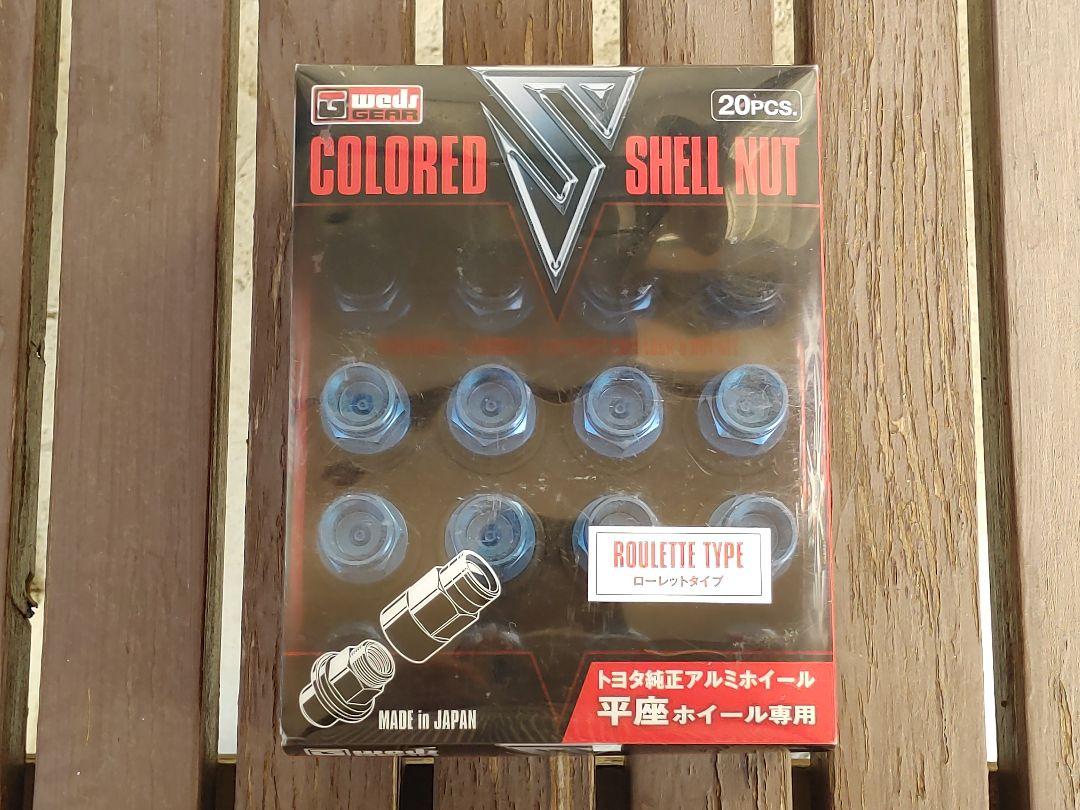 weds
GEAR
20PCS.
COLORED SHELL NUT
ROULETTE TYPE
ローレットタイプ
トヨタ純正アルミホイール
平座ホイール専用
MADE in JAPAN
weds